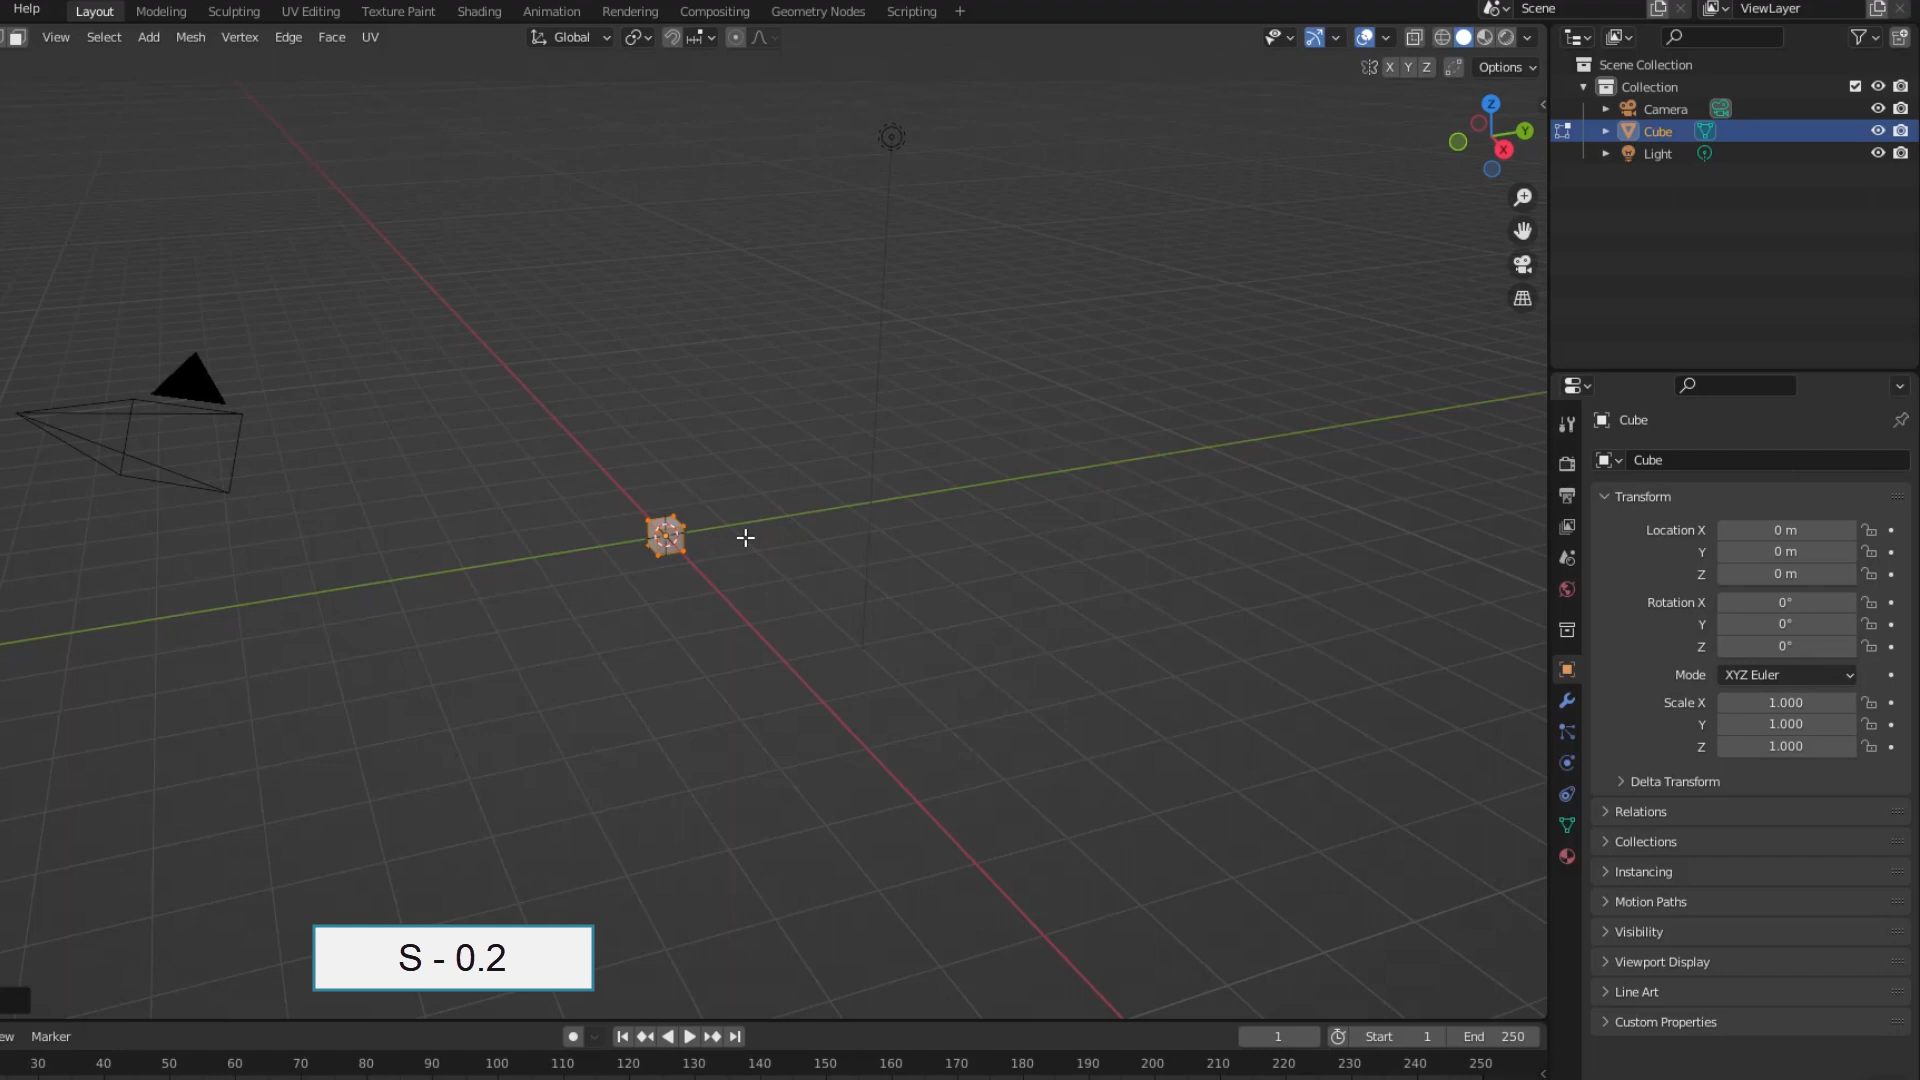 Help Layout Modeling Sculpting UV Editing Texture Paint Shading Animation Rendering Compositing Geometry Nodes Scripting + Scene ViewLayer
View Select Add Mesh Vertex Edge Face UV Global
X Y Z Options
Z
Y
X
Scene Collection
Collection
Camera
Cube
Light
Cube
Cube
Transform
Location X 0 m
Y 0 m
Z 0 m
Rotation X 0°
Y 0°
Z 0°
Mode XYZ Euler
Scale X 1.000
Y 1.000
Z 1.000
Delta Transform
Relations
Collections
Instancing
Motion Paths
Visibility
Viewport Display
Line Art
Custom Properties
S - 0.2
ew Marker 1 Start 1 End 250
30 40 50 60 70 80 90 100 110 120 130 140 150 160 170 180 190 200 210 220 230 240 250